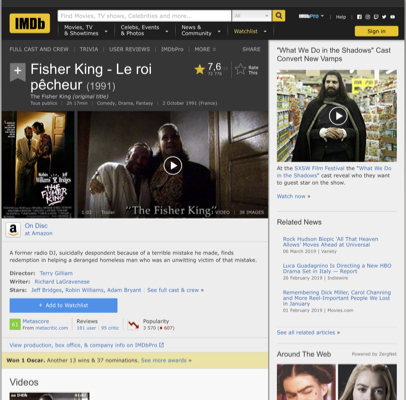 IMDb
Find Movies, TV shows, Celebrities and more...
All
IMDbPro
Help
Movies, TV & Showtimes
Celebs, Events & Photos
News & Community
Watchlist
Sign in
FULL CAST AND CREW | TRIVIA | USER REVIEWS | IMDbPro | MORE
SHARE
Fisher King - Le roi pêcheur (1991)
The Fisher King (original title)
Tous publics | 2h 17min | Comedy, Drama, Fantasy | 2 October 1991 (France)
7,6
Rate This
Robin Williams Jeff Bridges
THE FISHER KING
"The Fisher King"
Trailer
VIDEO
IMAGES
On Disc
at Amazon
A former radio DJ, suicidally despondent because of a terrible mistake he made, finds
redemption in helping a deranged homeless man who was an unwitting victim of that mistake.
Director: Terry Gilliam
Writer: Richard LaGravenese
Stars: Jeff Bridges, Robin Williams, Adam Bryant | See full cast & crew »
+ Add to Watchlist
61
Metascore
From metacritic.com
Reviews
181 user | 95 critic
Popularity
3 570 ( 607)
View production, box office, & company info on IMDbPro
Won 1 Oscar. Another 13 wins & 37 nominations. See more awards »
Videos
"What We Do in the Shadows" Cast
Convert New Vamps
At the SXSW Film Festival the "What We Do
in the Shadows" cast reveal who they want
to guest star on the show.
Watch now »
Related News
Rock Hudson Biopic 'All That Heaven
Allows' Moves Ahead at Universal
06 March 2019 | Variety
Luca Guadagnino Is Directing a New HBO
Drama Set in Italy — Report
26 February 2019 | Indiewire
Remembering Dick Miller, Carol Channing
and More Reel-Important People We Lost
in January
01 February 2019 | Movies.com
See all related articles »
Around The Web
Powered by ZergNet